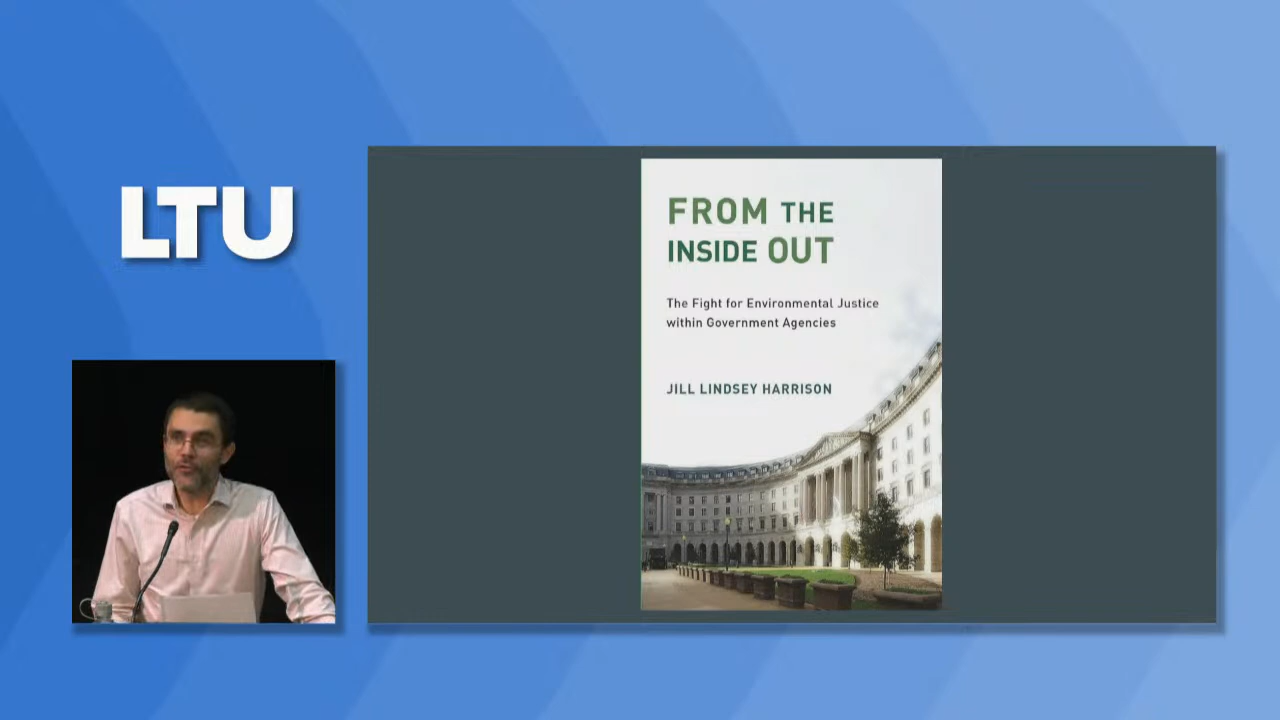 LTU
FROM THE
INSIDE OUT
The Fight for Environmental Justice
within Government Agencies
JILL LINDSEY HARRISON